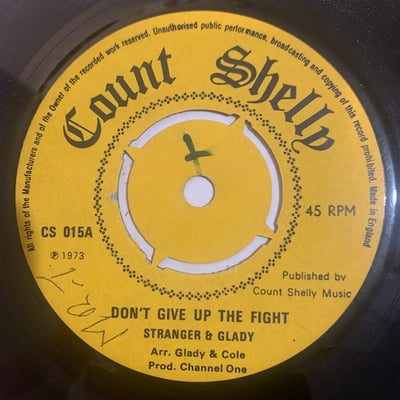 All rights of the Manufacturers and of the Owner of the recorded work reserved. Unauthorised public performance, broadcasting and copying of this record prohibited. Made in England
Count Shelly
CS 015A
℗ 1973
45 RPM
Published by
Count Shelly Music
DON'T GIVE UP THE FIGHT
STRANGER & GLADY
Arr. Glady & Cole
Prod. Channel One